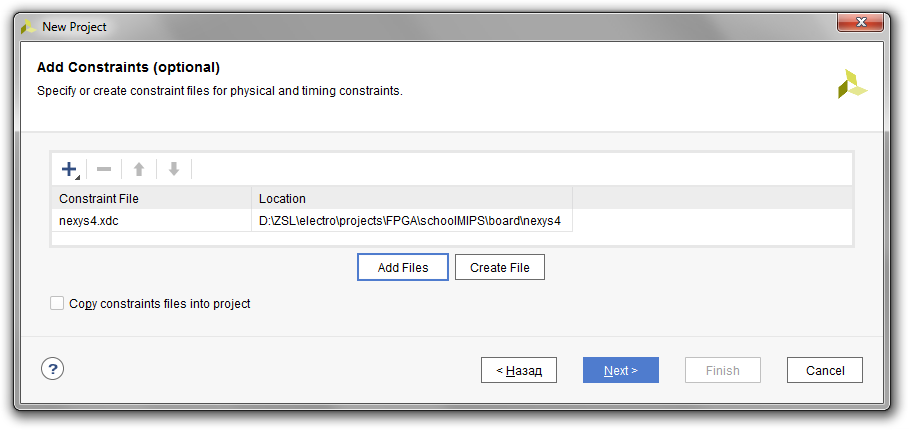 New Project
Add Constraints (optional)
Specify or create constraint files for physical and timing constraints.
Constraint File Location
nexys4.xdc D:\ZSL\electro\projects\FPGA\schoolMIPS\board\nexys4
Add Files Create File
Copy constraints files into project
? < Назад Next > Finish Cancel